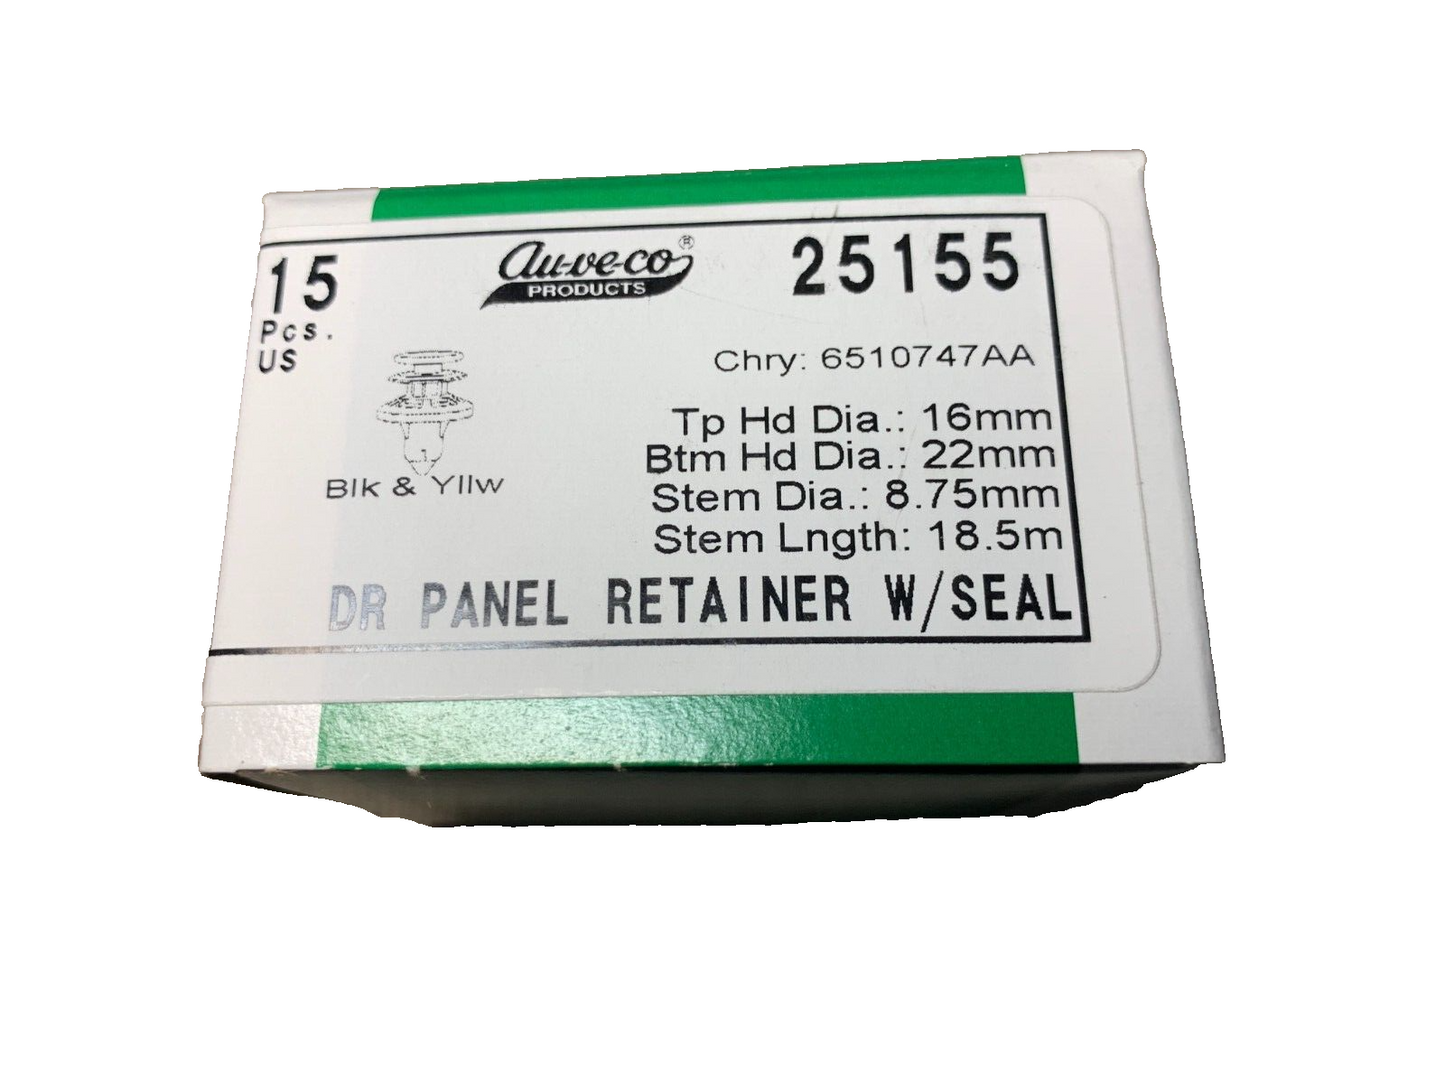 15
Pcs.
US
au-ve-co®
PRODUCTS
25155
Chry: 6510747AA
Tp Hd Dia.: 16mm
Btm Hd Dia.: 22mm
Stem Dia.: 8.75mm
Stem Lngth: 18.5m
Blk & Yllw
DR PANEL RETAINER W/SEAL